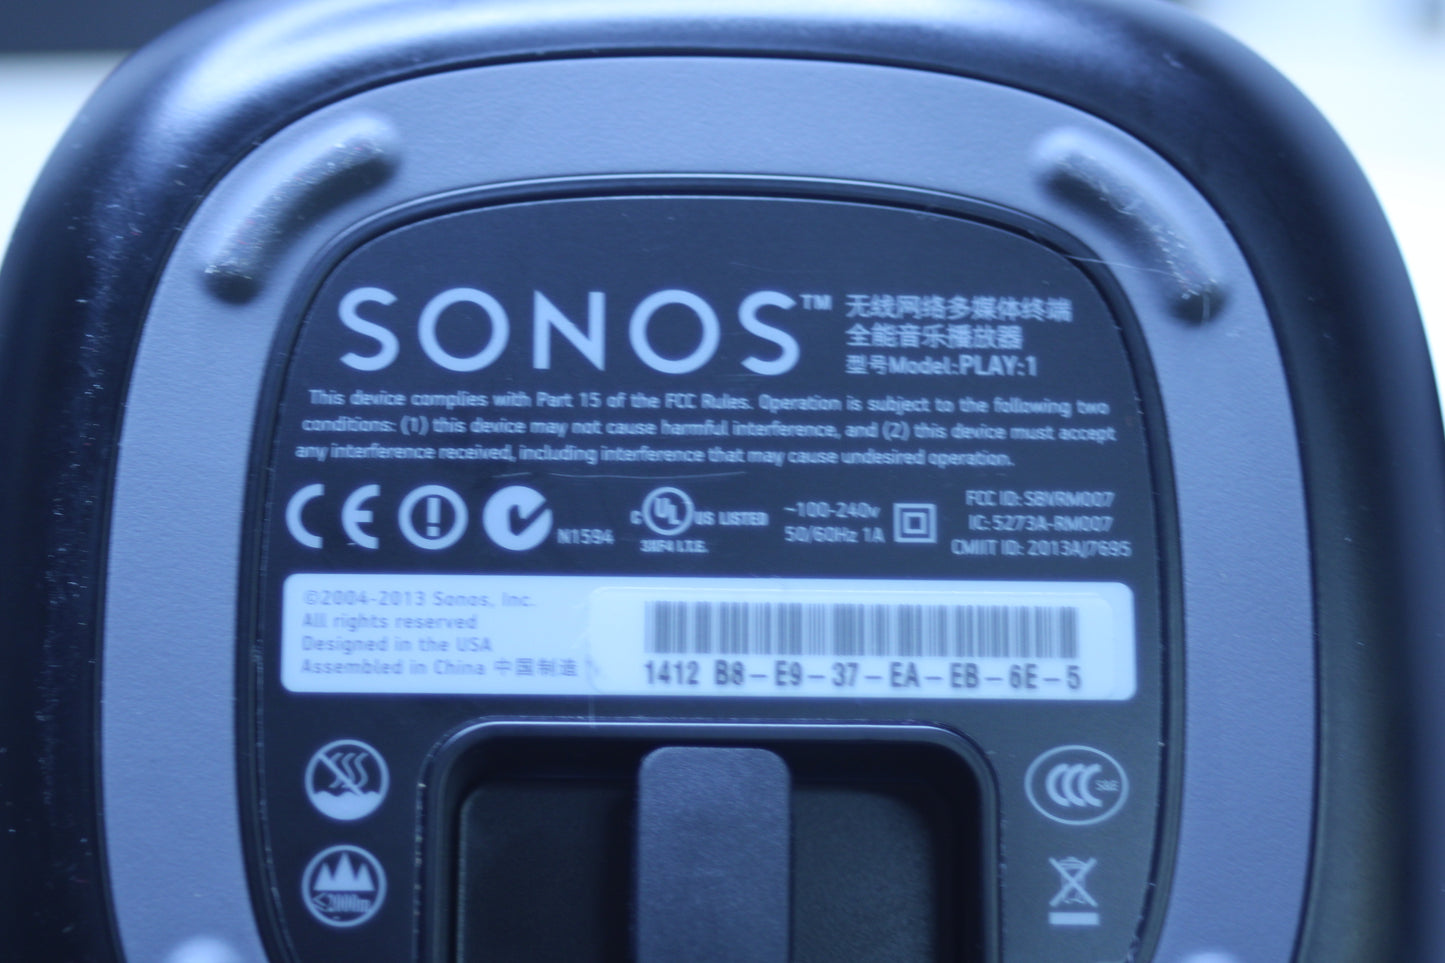 SONOS™
无线网络多媒体终端
全能音乐播放器
型号Model:PLAY:1
This device complies with Part 15 of the FCC Rules. Operation is subject to the following two
conditions: (1) this device may not cause harmful interference, and (2) this device must accept
any interference received, including interference that may cause undesired operation.
CE
N1594
C UL US LISTED
38F4 I.T.E.
~100-240v
50/60Hz 1A
FCC ID: SBVRM007
IC: 5273A-RM007
CMIIT ID: 2013AJ7695
©2004-2013 Sonos, Inc.
All rights reserved
Designed in the USA
Assembled in China 中国制造
1412 B8-E9-37-EA-EB-6E-5
CCC S&E
≤2000m